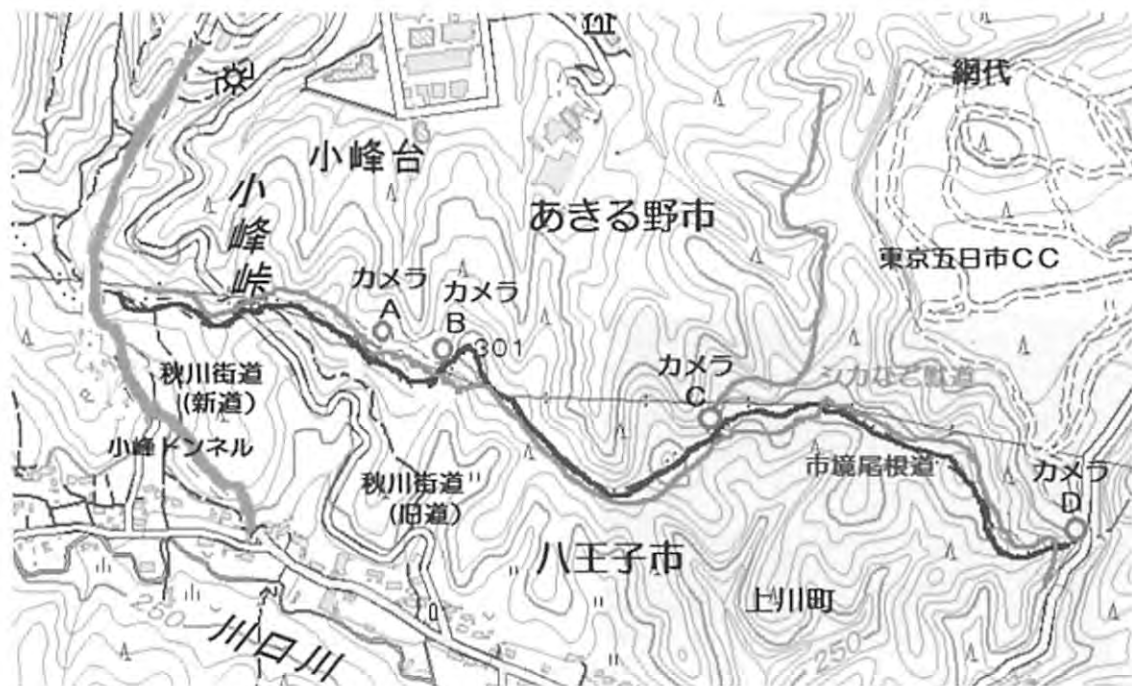 網代
小峰台
小峰峠
あきる野市
東京五日市CC
カメラ
A
カメラ
B
301
カメラ
C
シカなど獣道
秋川街道
(新道)
小峰トンネル
市境尾根道
カメラ
D
秋川街道
(旧道)
八王子市
上川町
250
川口川
250